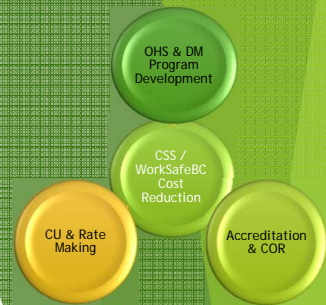 OHS & DM
Program
Development
CSS /
WorkSafeBC
Cost
Reduction
CU & Rate
Making
Accreditation
& COR